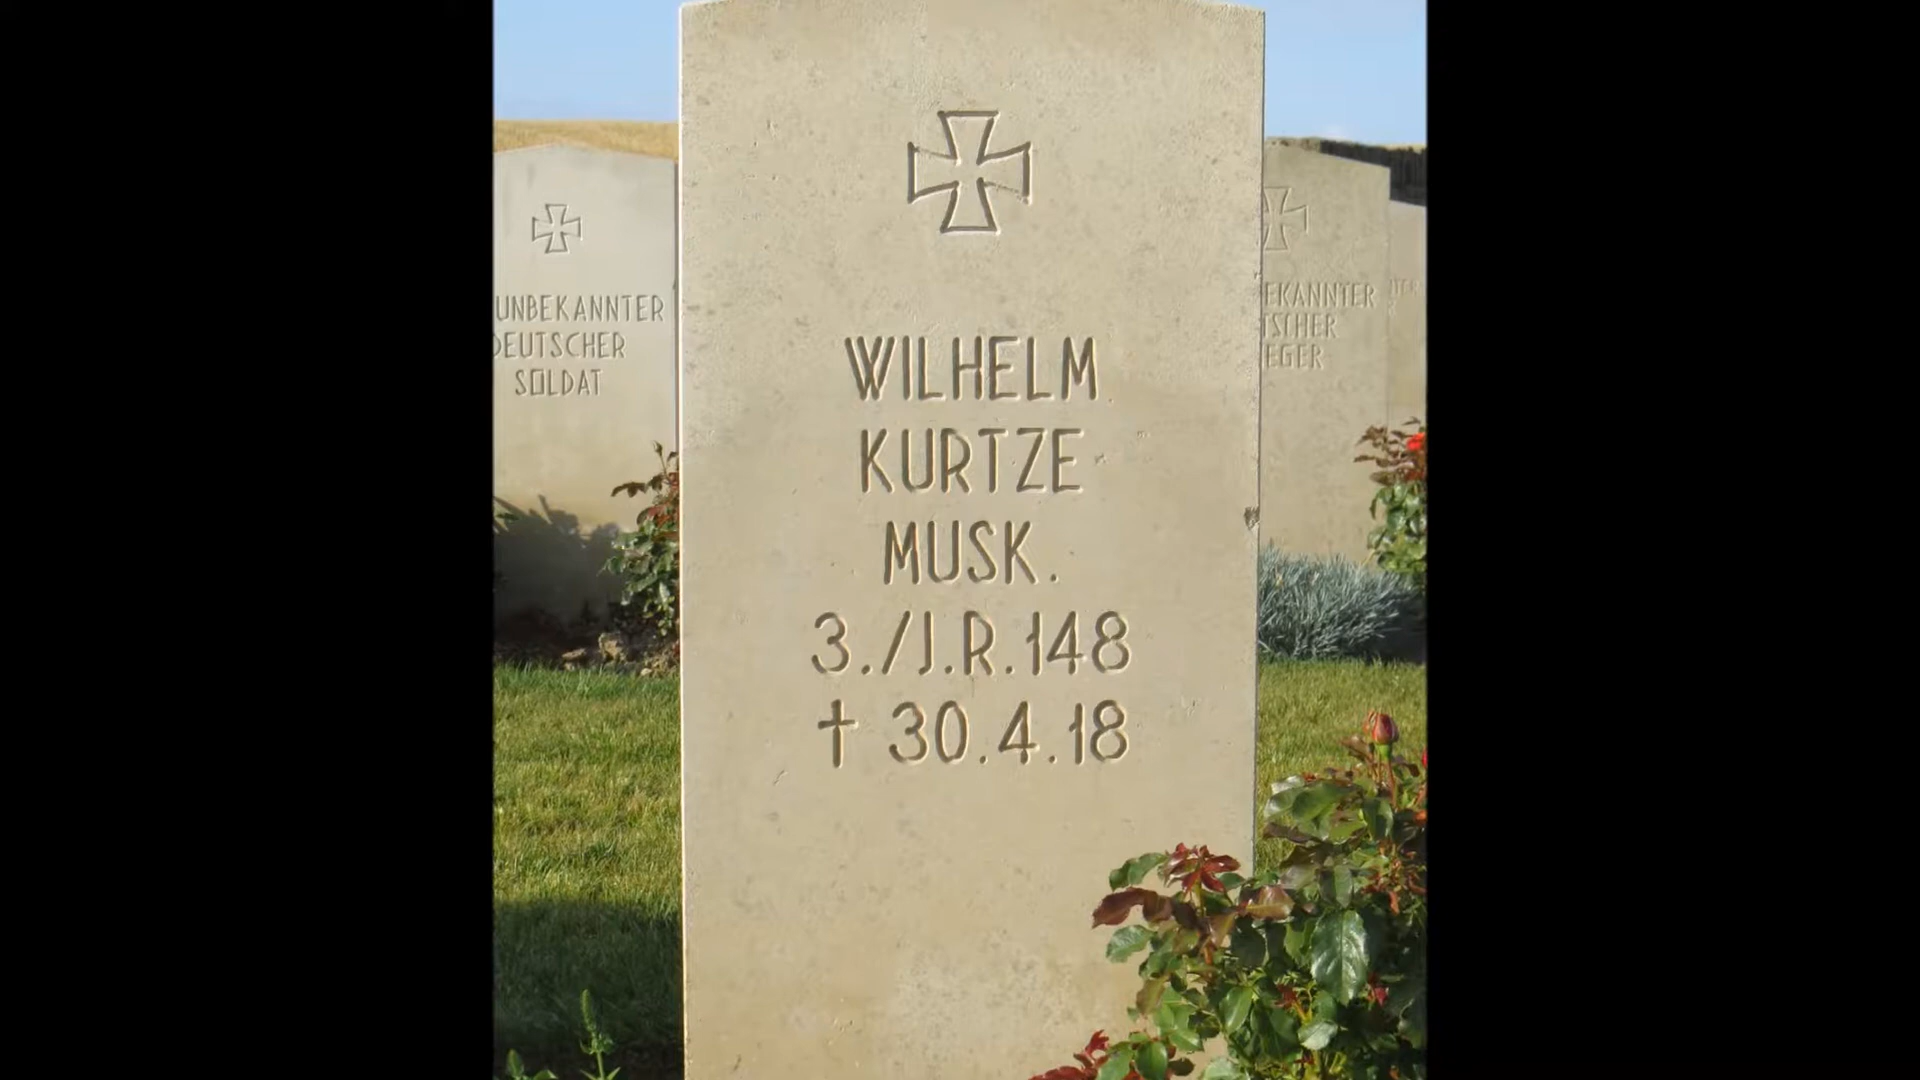 WILHELM
KURTZE
MUSK.
3./J.R.148
† 30.4.18
UNBEKANNTER
DEUTSCHER
SOLDAT